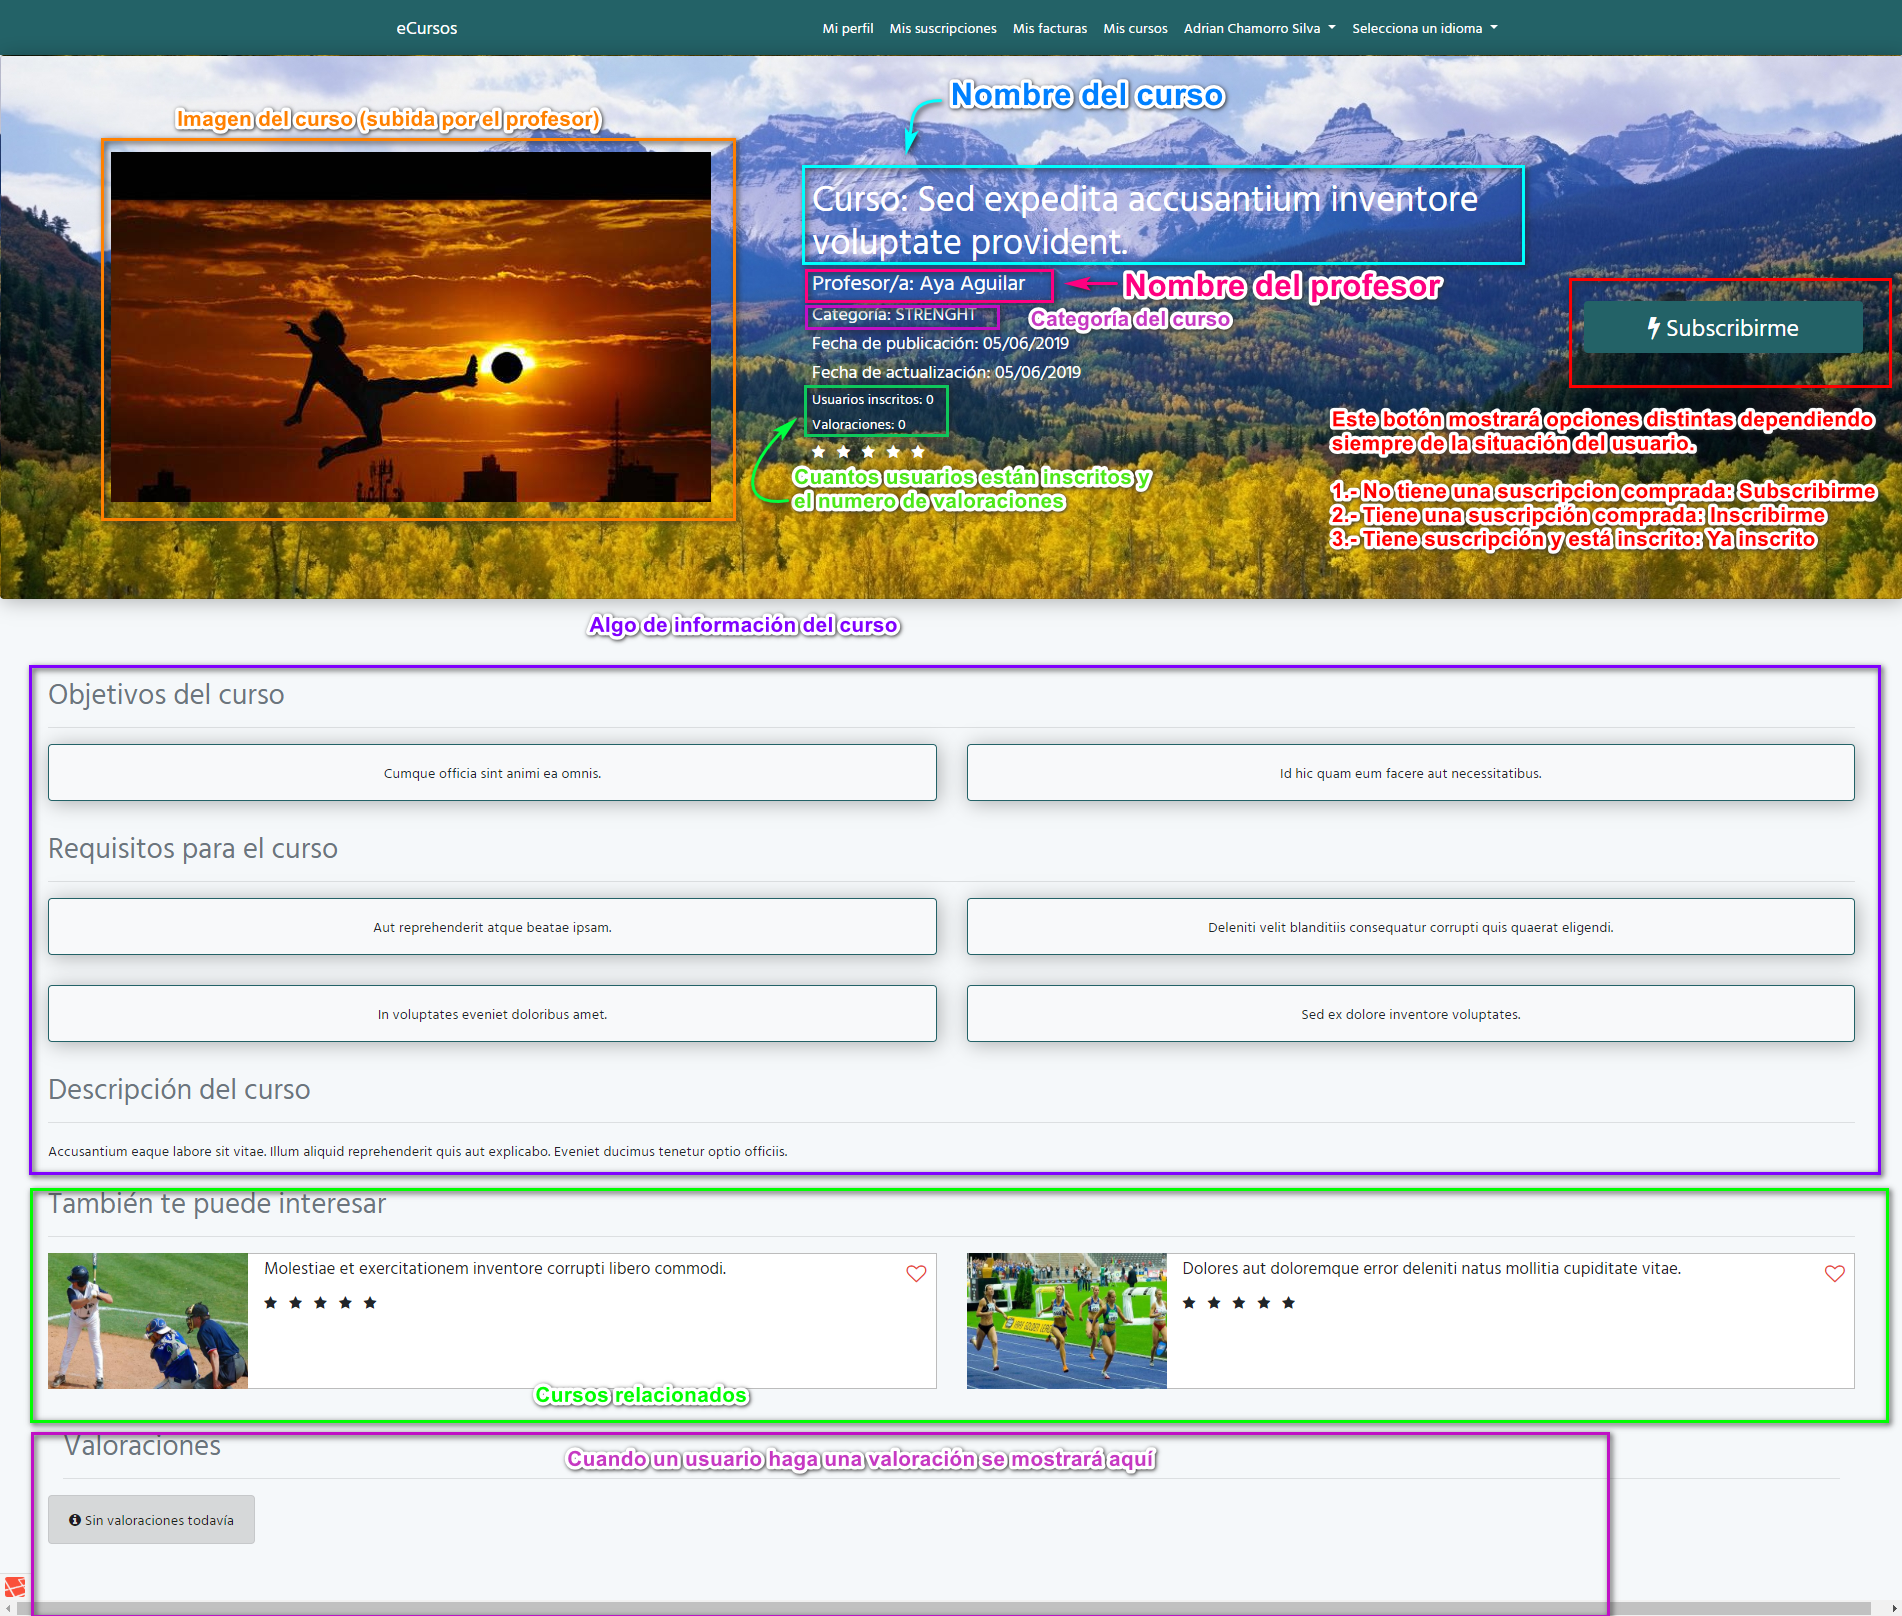 eCursos
Mi perfil
Mis suscripciones
Mis facturas
Mis cursos
Adrian Chamorro Silva
Selecciona un idioma
Nombre del curso
Imagen del curso (subida por el profesor)
Curso: Sed expedita accusantium inventore
voluptate provident.
Profesor/a: Aya Aguilar
Nombre del profesor
Categoría: STRENGHT
Categoría del curso
Fecha de publicación: 05/06/2019
Fecha de actualización: 05/06/2019
Usuarios inscritos: 0
Valoraciones: 0
Cuantos usuarios están inscritos y
el numero de valoraciones
Subscribirme
Este botón mostrará opciones distintas dependiendo
siempre de la situación del usuario.
1.- No tiene una suscripcion comprada: Subscribirme
2.- Tiene una suscripción comprada: Inscribirme
3.- Tiene suscripción y está inscrito: Ya inscrito
Algo de información del curso
Objetivos del curso
Cumque officia sint animi ea omnis.
Id hic quam eum facere aut necessitatibus.
Requisitos para el curso
Aut reprehenderit atque beatae ipsam.
Deleniti velit blanditiis consequatur corrupti quis quaerat eligendi.
In voluptates eveniet doloribus amet.
Sed ex dolore inventore voluptates.
Descripción del curso
Accusantium eaque labore sit vitae. Illum aliquid reprehenderit quis aut explicabo. Eveniet ducimus tenetur optio officiis.
También te puede interesar
Molestiae et exercitationem inventore corrupti libero commodi.
Dolores aut doloremque error deleniti natus mollitia cupiditate vitae.
Cursos relacionados
Valoraciones
Cuando un usuario haga una valoración se mostrará aquí
Sin valoraciones todavía